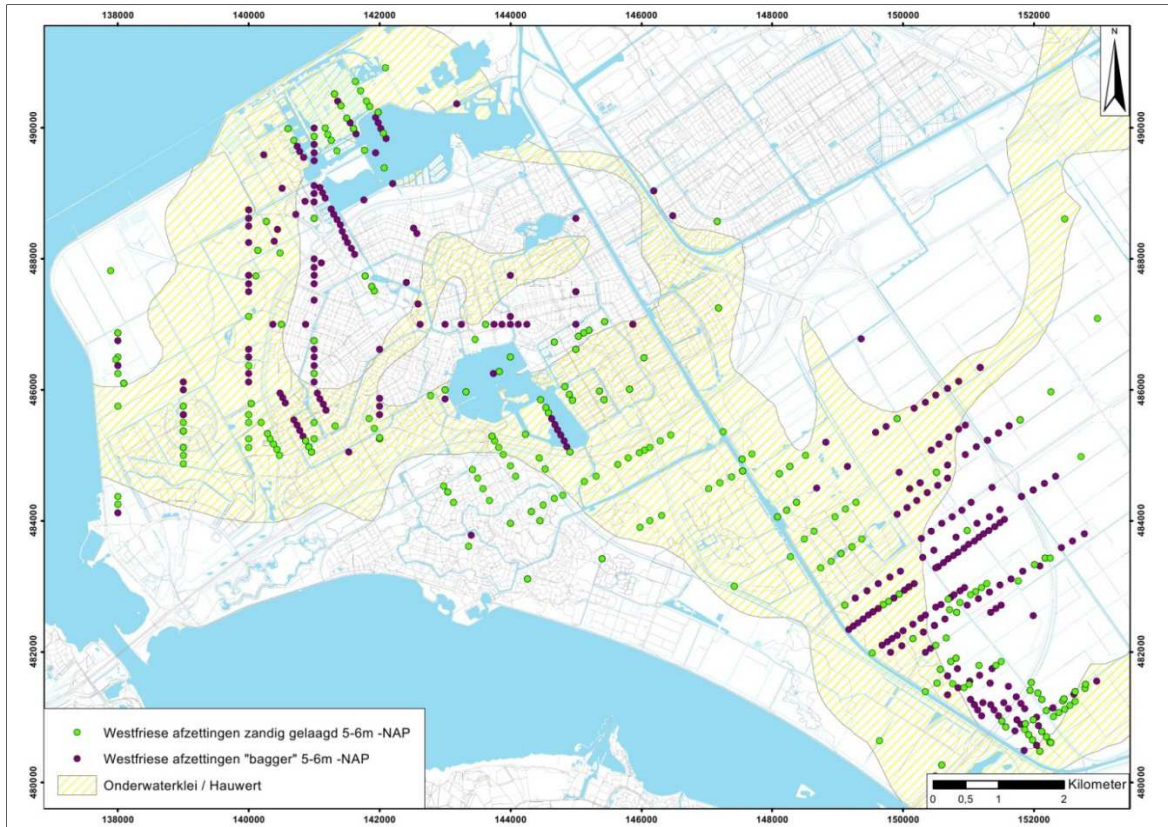 138000 140000 142000 144000 146000 148000 150000 152000
N
490000 490000
488000 488000
486000 486000
484000 484000
482000 482000
480000 480000
Westfriese afzettingen zandig gelaagd 5-6m -NAP
Westfriese afzettingen "bagger" 5-6m -NAP
Onderwaterklei / Hauwert
Kilometer
0 0,5 1 2
138000 140000 142000 144000 146000 148000 150000 152000